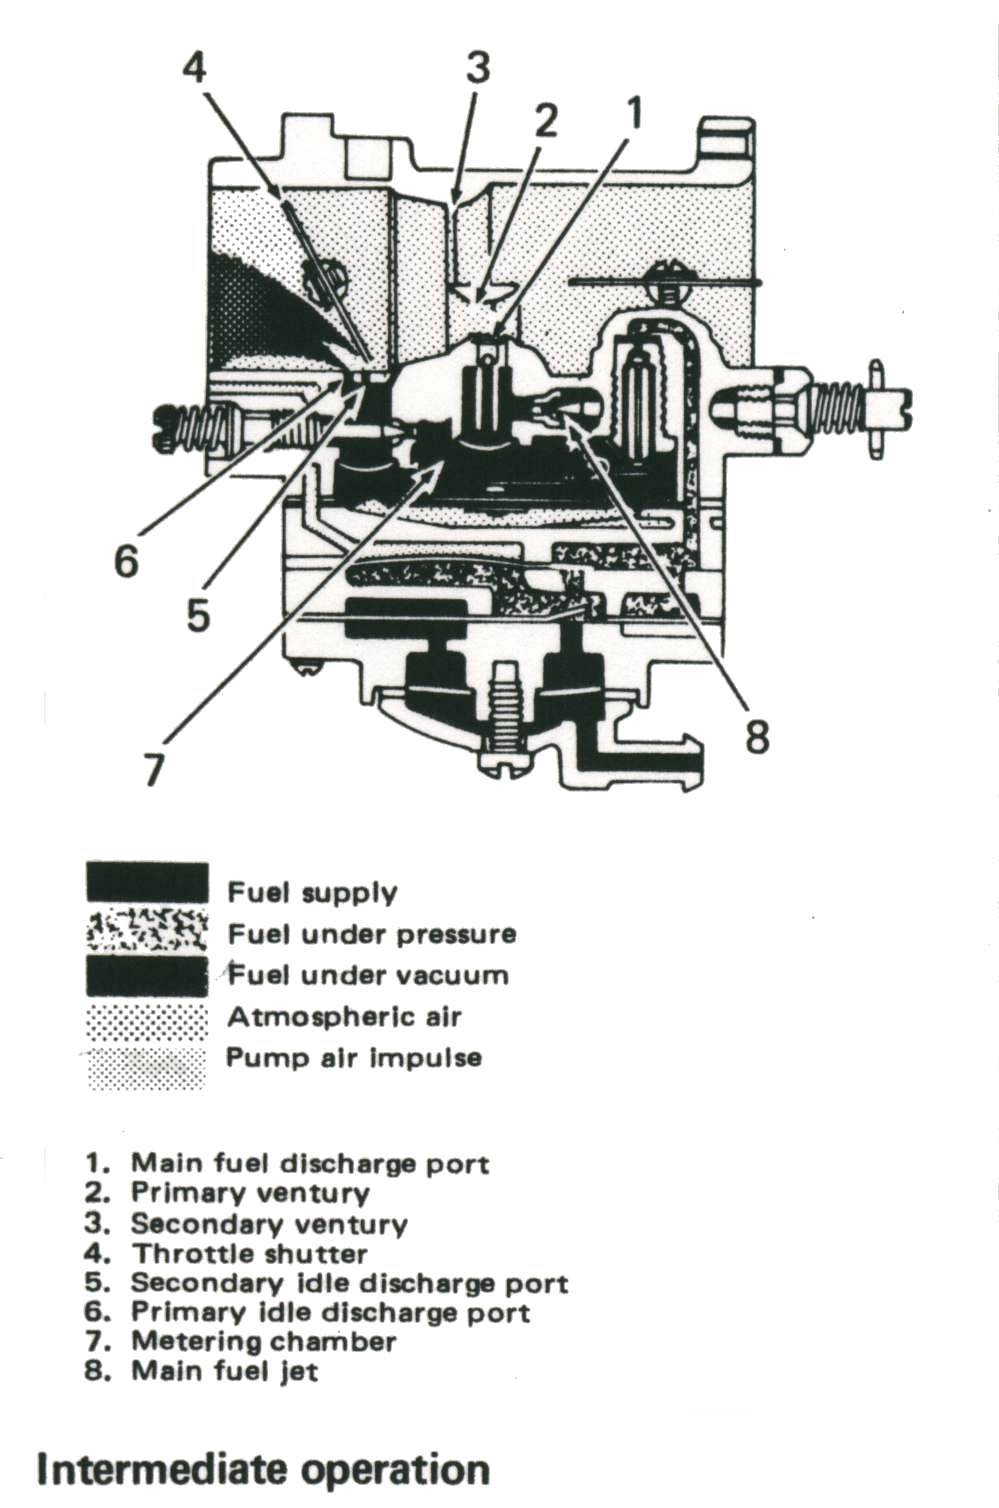 4
3
2
1
6
5
7
8
Fuel supply
Fuel under pressure
Fuel under vacuum
Atmospheric air
Pump air impulse
1. Main fuel discharge port
2. Primary ventury
3. Secondary ventury
4. Throttle shutter
5. Secondary idle discharge port
6. Primary idle discharge port
7. Metering chamber
8. Main fuel jet
Intermediate operation